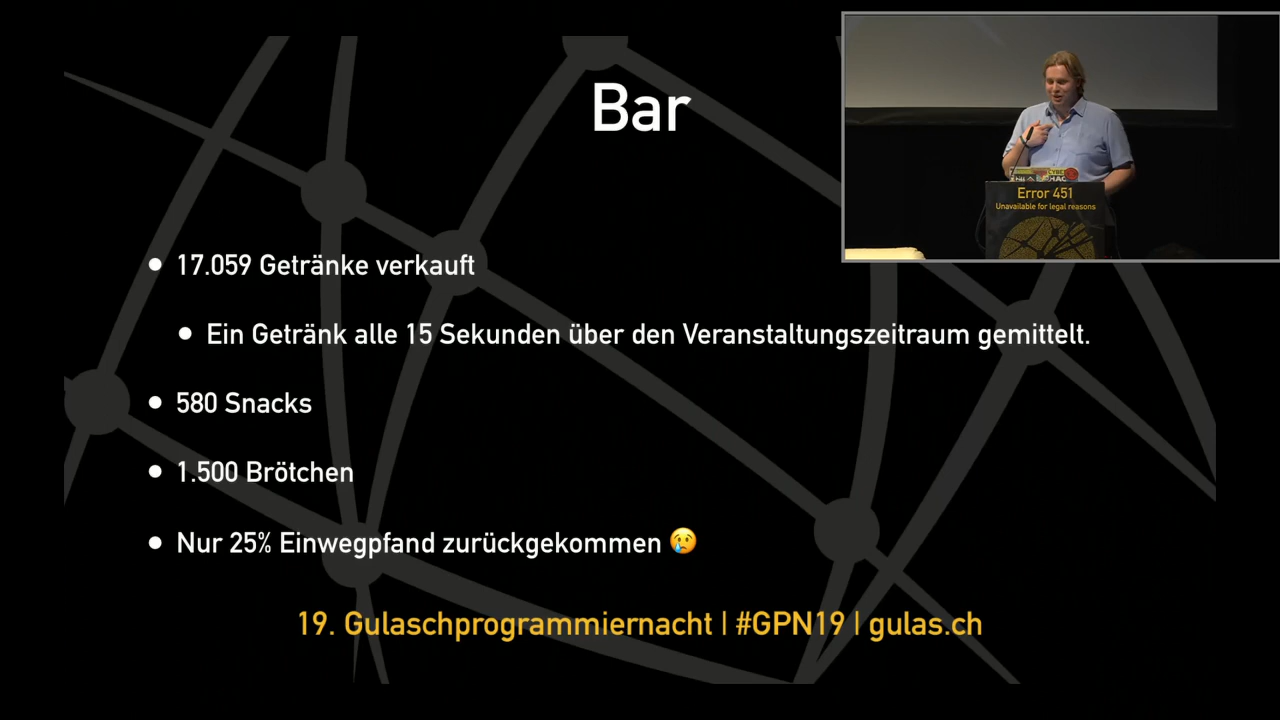 Bar
Error 451
Unavailable for legal reasons
17.059 Getränke verkauft
Ein Getränk alle 15 Sekunden über den Veranstaltungszeitraum gemittelt.
580 Snacks
1.500 Brötchen
Nur 25% Einwegpfand zurückgekommen 😢
19. Gulaschprogrammiernacht | #GPN19 | gulas.ch